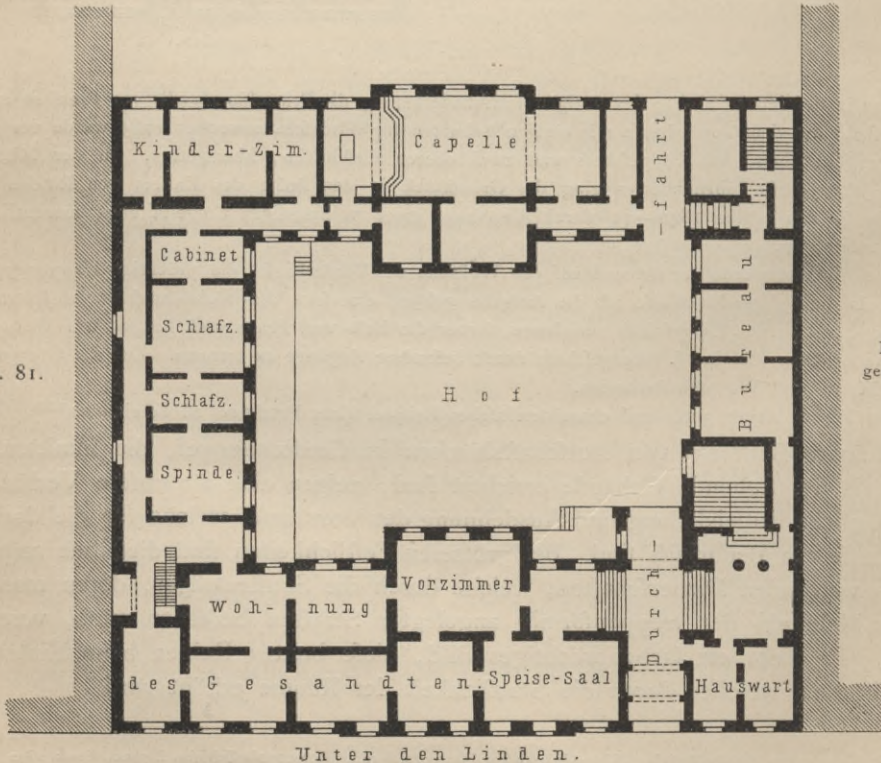 Kinder-Zim.
Capelle
-fahrt
Cabinet
Schlafz.
Schlafz.
Spinde.
Hof
Bureau
. 81.
ge
Vorzimmer
Woh-
nung
Durch-
des Gesandten.
Speise-Saal
Hauswart
Unter den Linden.